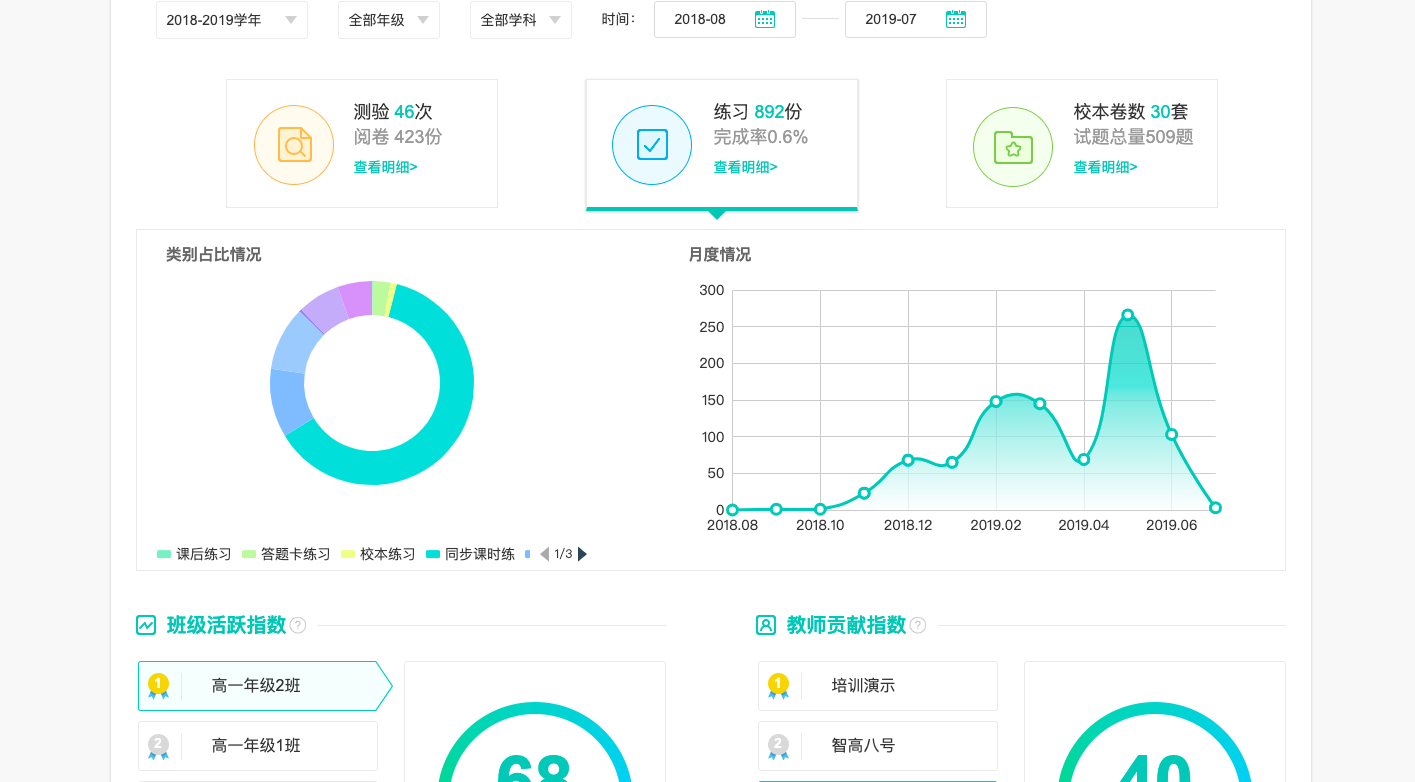 2018-2019学年 全部年级 全部学科 时间： 2018-08 2019-07
测验 46次
阅卷 423份
查看明细>
练习 892份
完成率0.6%
查看明细>
校本卷数 30套
试题总量509题
查看明细>
类别占比情况
课后练习 答题卡练习 校本练习 同步课时练 1/3
月度情况
300
250
200
150
100
50
0
2018.08 2018.10 2018.12 2019.02 2019.04 2019.06
班级活跃指数 ?
1 高一年级2班
2 高一年级1班
68
教师贡献指数 ?
1 培训演示
2 智高八号
40